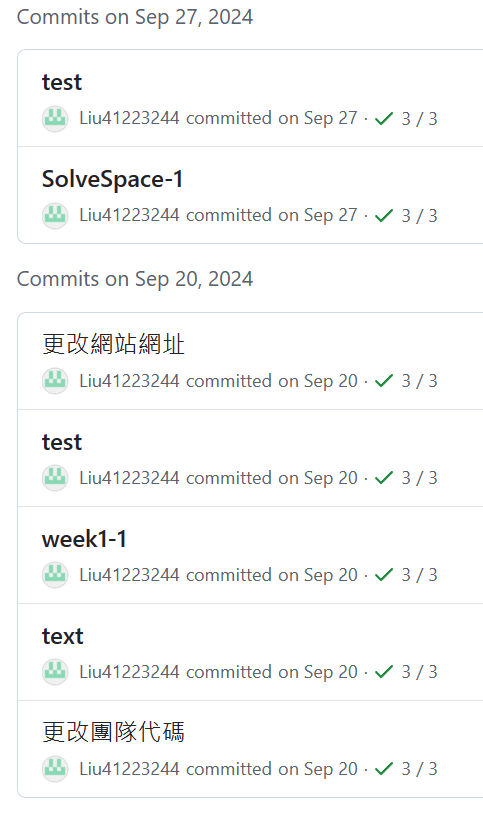 Commits on Sep 27, 2024
test
Liu41223244 committed on Sep 27 · ✓ 3 / 3
SolveSpace-1
Liu41223244 committed on Sep 27 · ✓ 3 / 3
Commits on Sep 20, 2024
更改網站網址
Liu41223244 committed on Sep 20 · ✓ 3 / 3
test
Liu41223244 committed on Sep 20 · ✓ 3 / 3
week1-1
Liu41223244 committed on Sep 20 · ✓ 3 / 3
text
Liu41223244 committed on Sep 20 · ✓ 3 / 3
更改團隊代碼
Liu41223244 committed on Sep 20 · ✓ 3 / 3